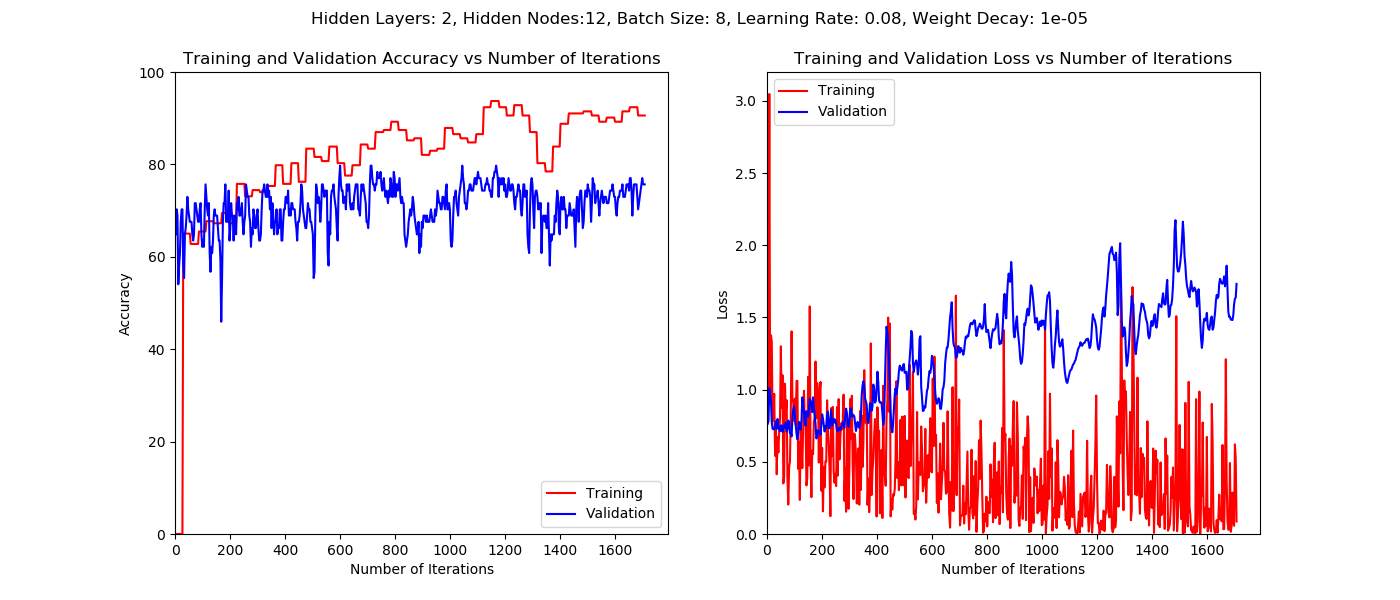 Hidden Layers: 2, Hidden Nodes:12, Batch Size: 8, Learning Rate: 0.08, Weight Decay: 1e-05
Training and Validation Accuracy vs Number of Iterations
100
80
60
40
20
0
Accuracy
0 200 400 600 800 1000 1200 1400 1600
Number of Iterations
Training
Validation
Training and Validation Loss vs Number of Iterations
3.0
2.5
2.0
1.5
1.0
0.5
0.0
Loss
0 200 400 600 800 1000 1200 1400 1600
Number of Iterations
Training
Validation